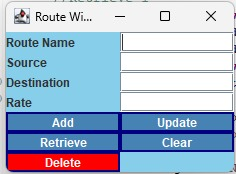 Route Wi...
Route Name
Source
Destination
Rate
Add Update
Retrieve Clear
Delete